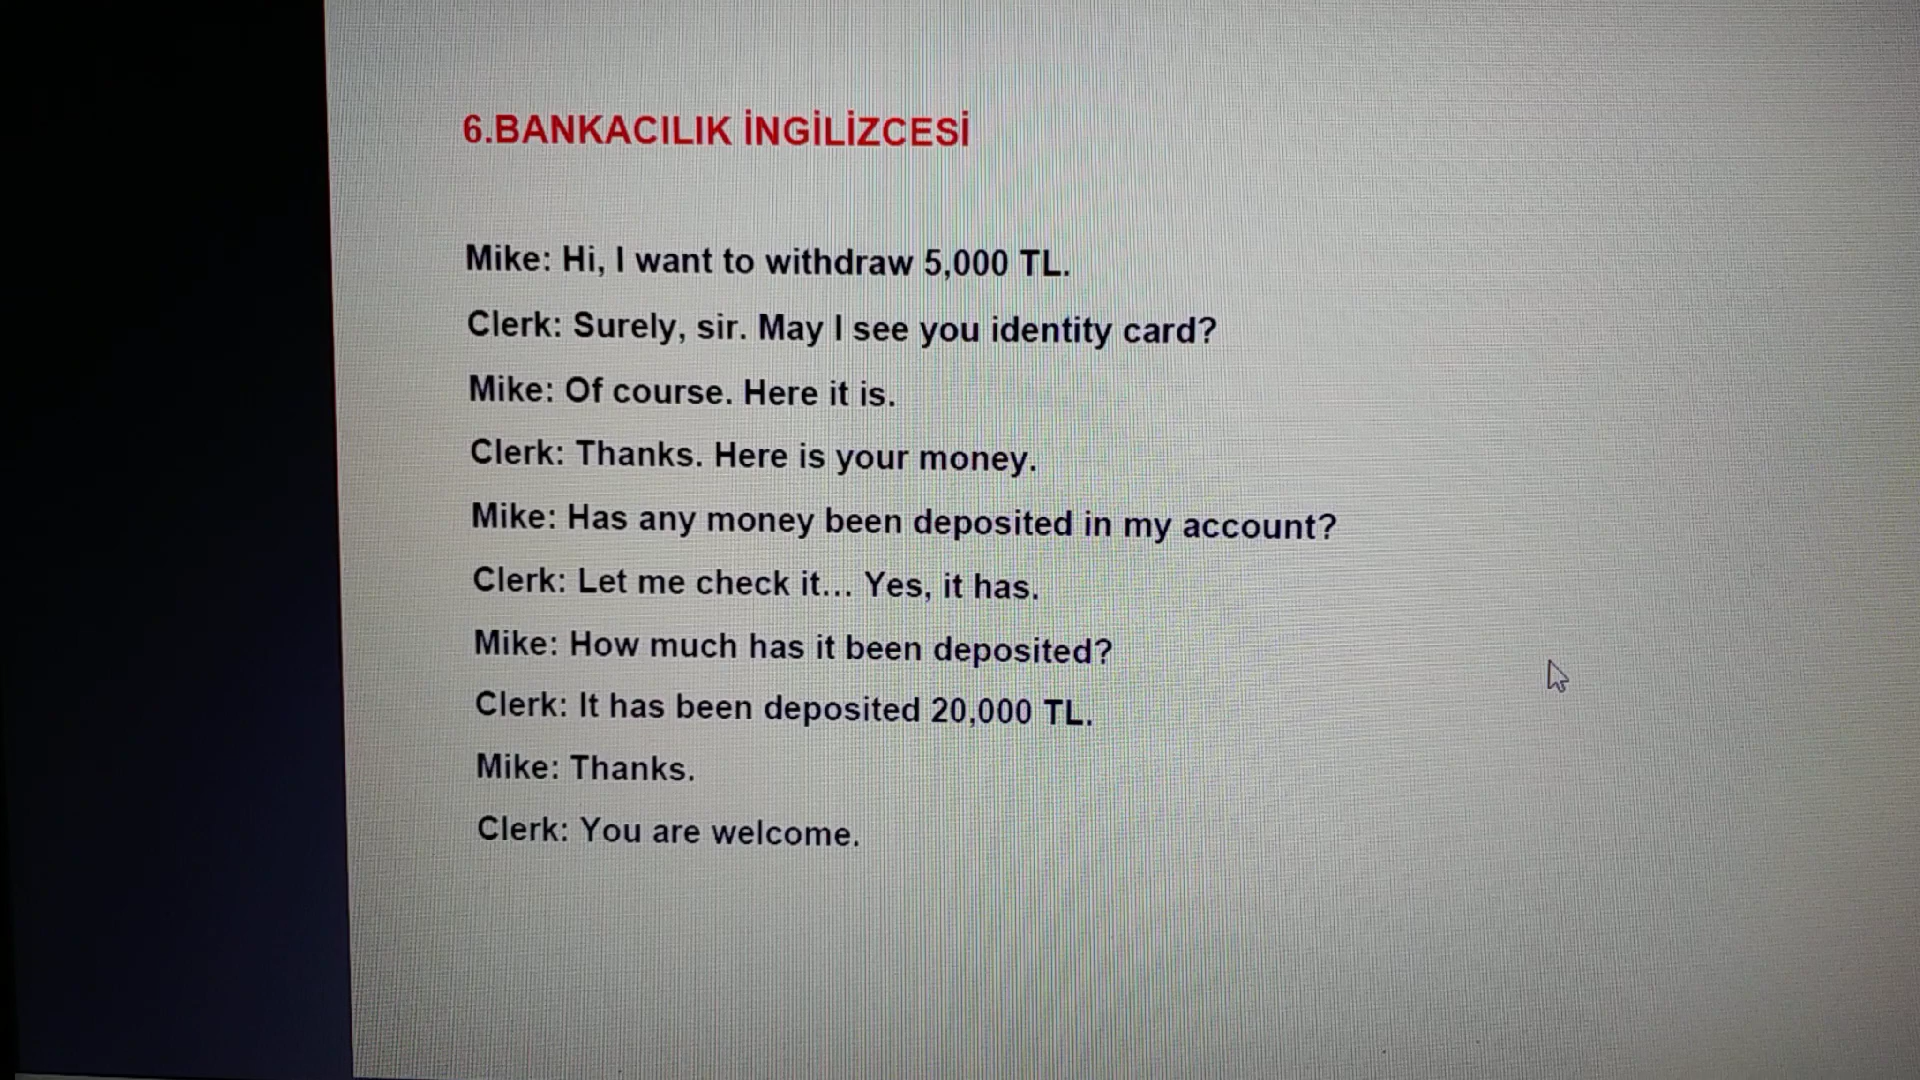 6.BANKACILIK İNGİLİZCESİ
Mike: Hi, I want to withdraw 5,000 TL.
Clerk: Surely, sir. May I see you identity card?
Mike: Of course. Here it is.
Clerk: Thanks. Here is your money.
Mike: Has any money been deposited in my account?
Clerk: Let me check it... Yes, it has.
Mike: How much has it been deposited?
Clerk: It has been deposited 20,000 TL.
Mike: Thanks.
Clerk: You are welcome.